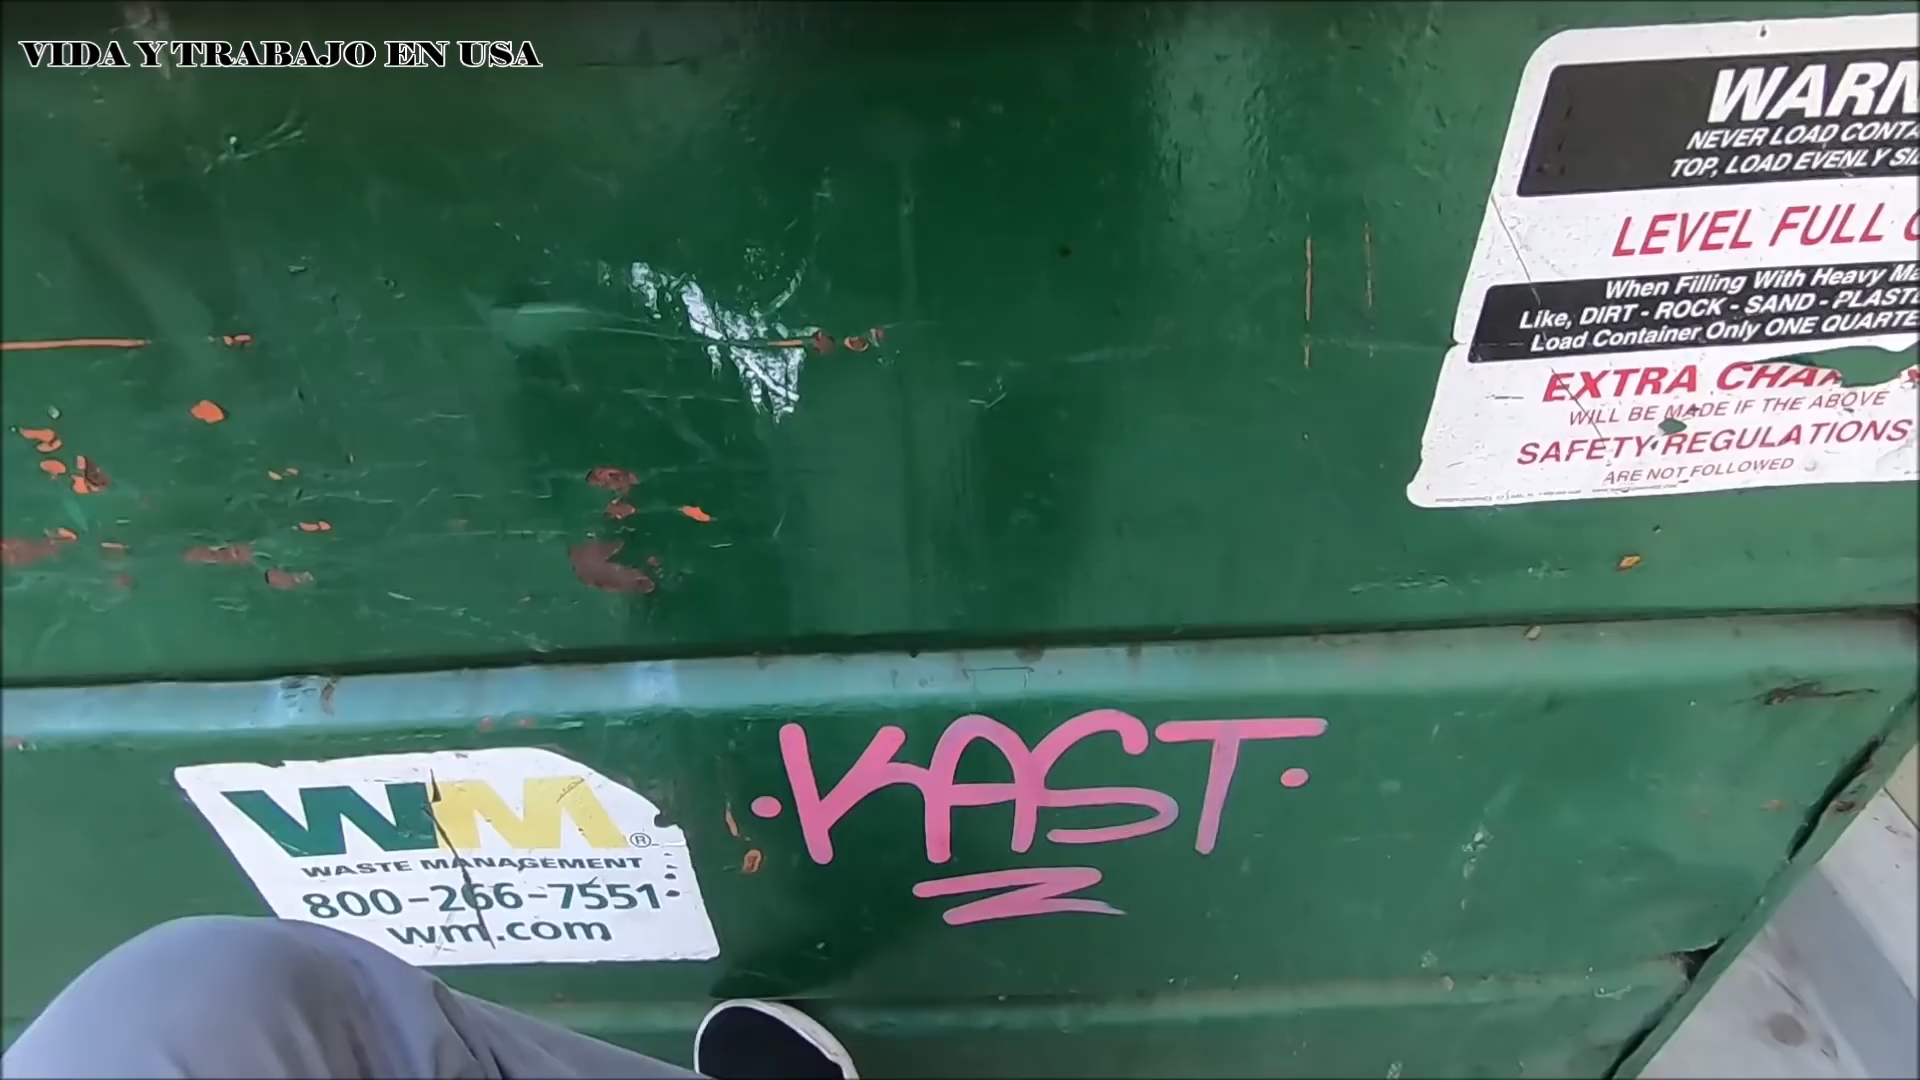 VIDA Y TRABAJO EN USA
WARN
NEVER LOAD CONTA
TOP, LOAD EVENLY SI
LEVEL FULL
When Filling With Heavy Ma
Like, DIRT - ROCK - SAND - PLAST
Load Container Only ONE QUARTE
EXTRA CHA
WILL BE MADE IF THE ABOVE
SAFETY REGULATIONS
ARE NOT FOLLOWED
KAST
WM®
WASTE MANAGEMENT
800-266-7551
wm.com